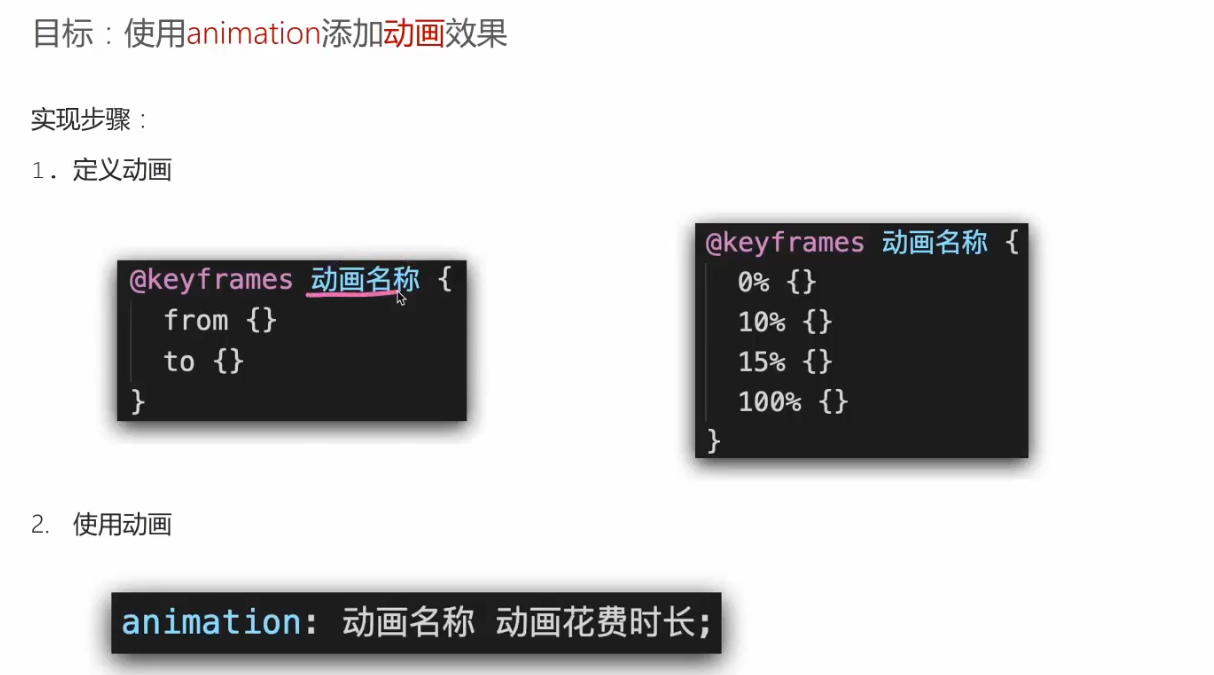 目标：使用animation添加动画效果
实现步骤：
1. 定义动画
@keyframes 动画名称 {
from {}
to {}
}
@keyframes 动画名称 {
0% {}
10% {}
15% {}
100% {}
}
2. 使用动画
animation: 动画名称 动画花费时长;